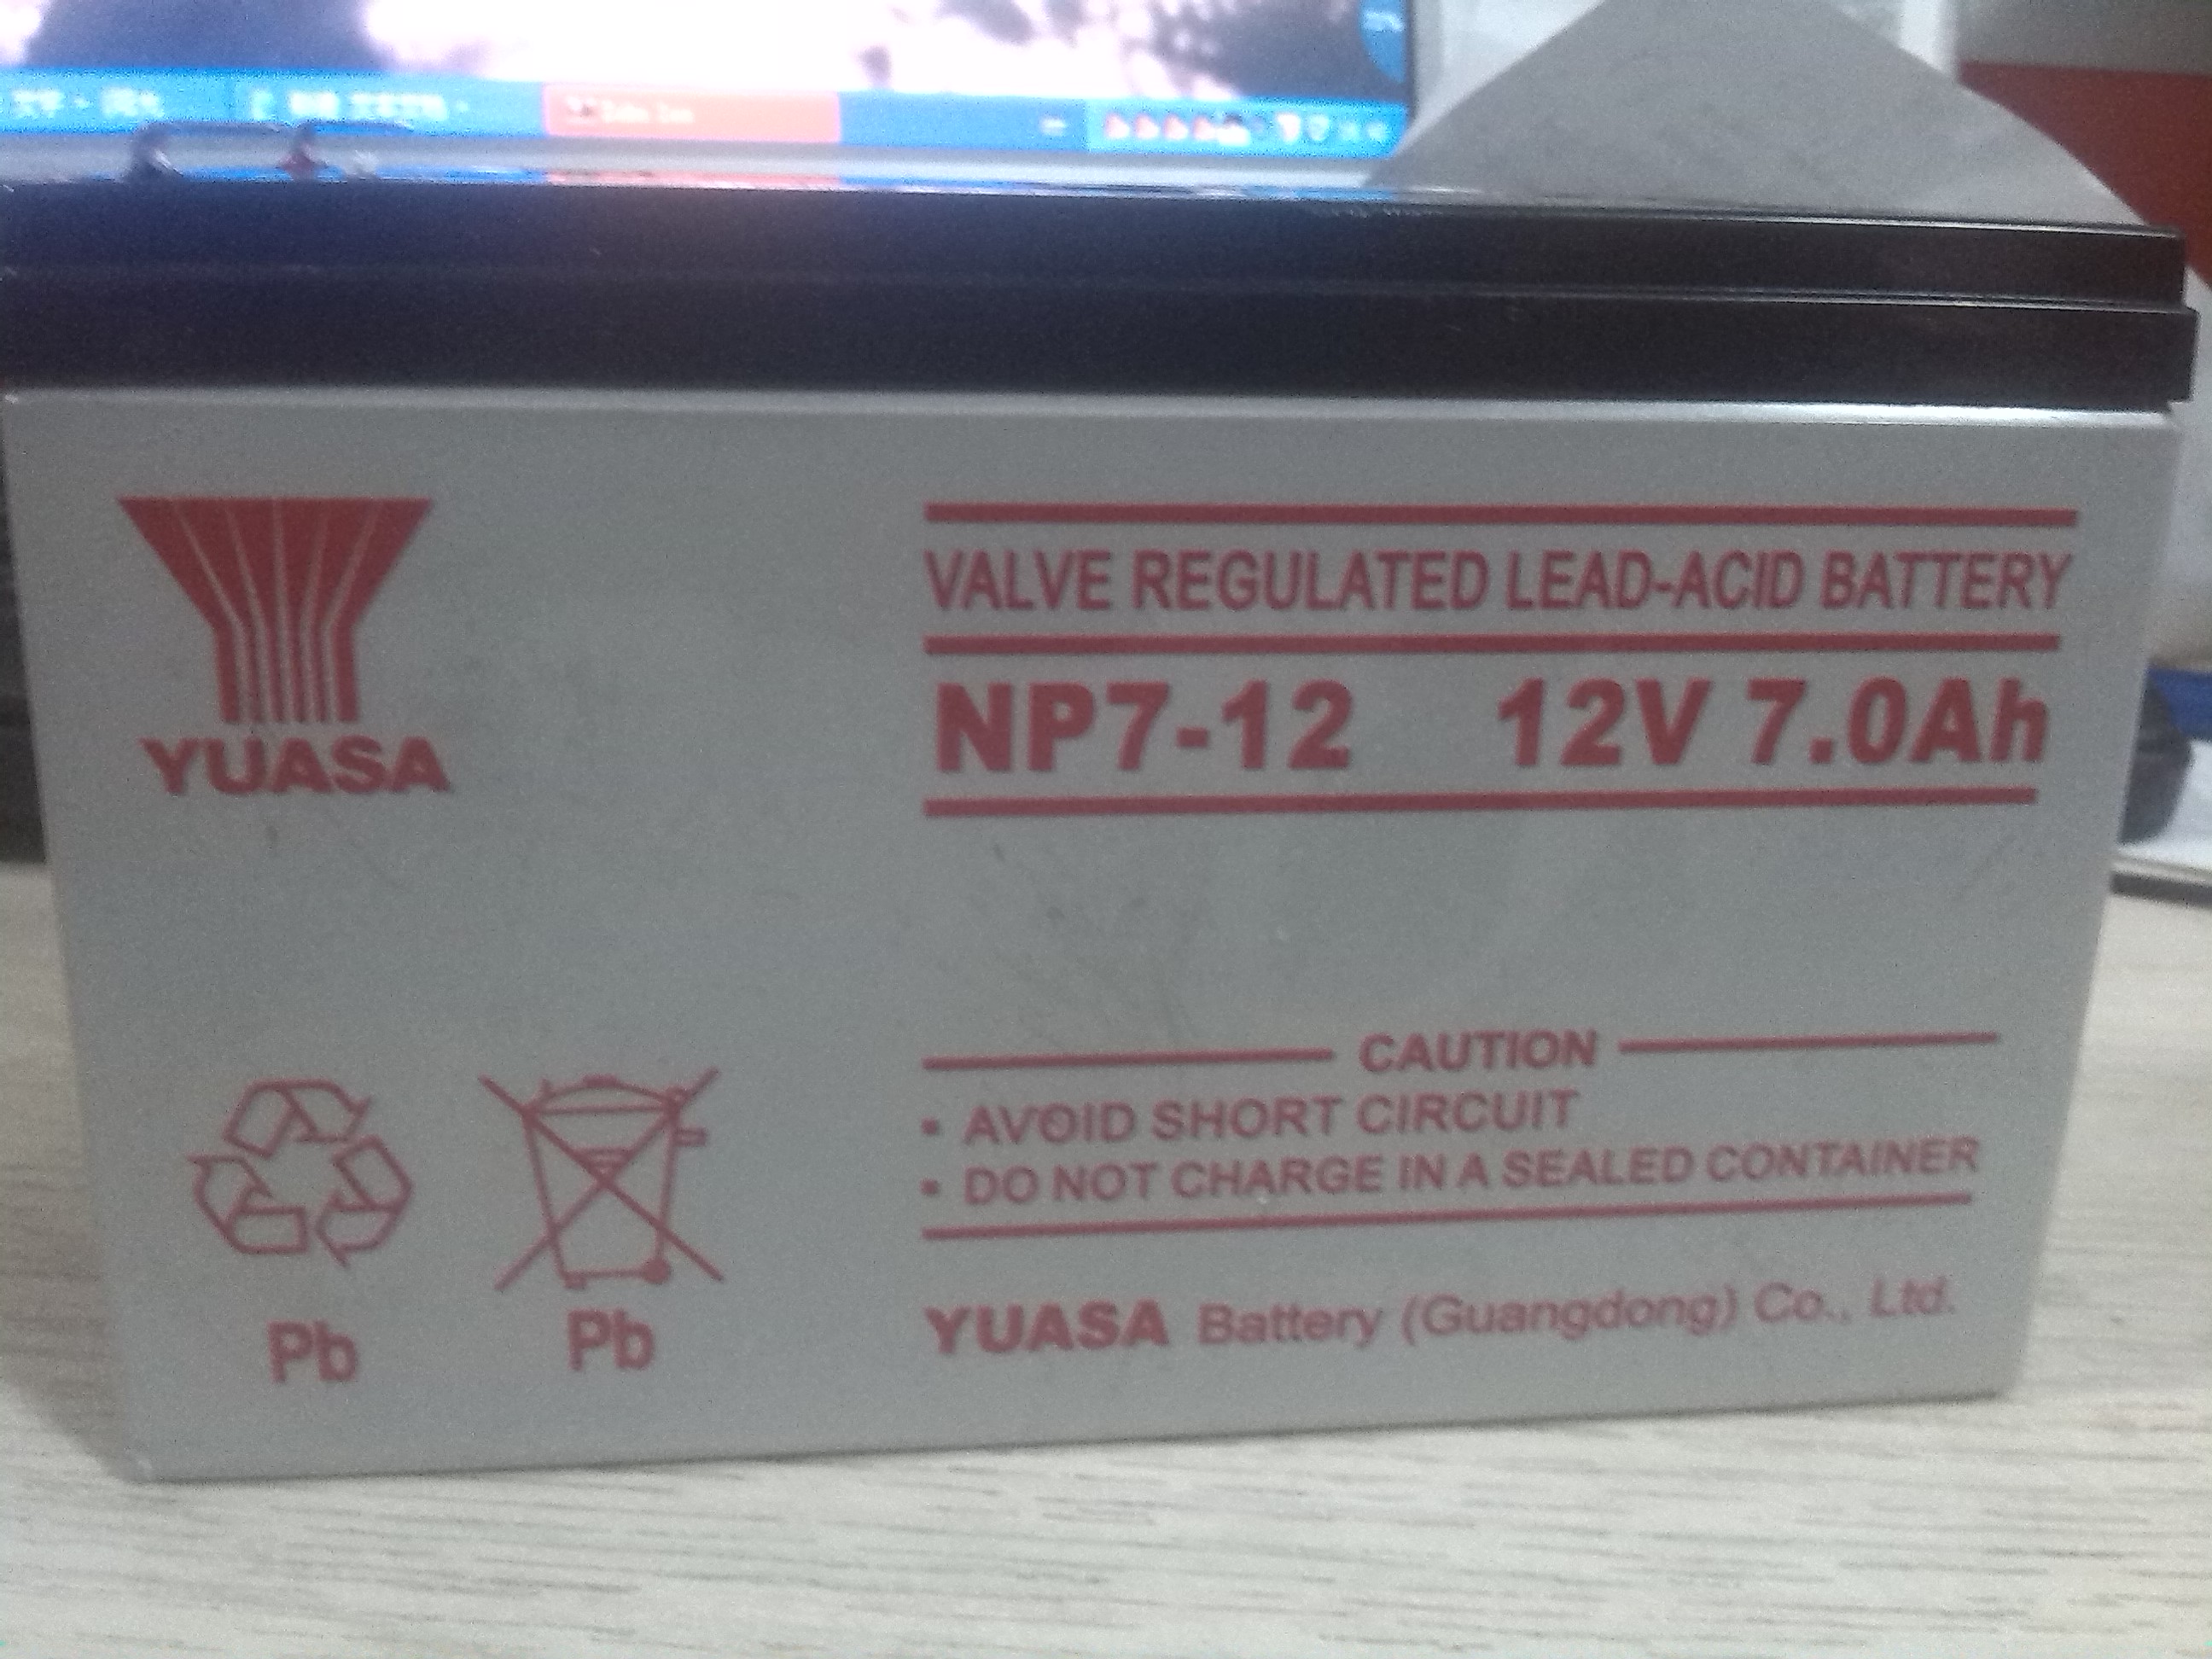 YUASA
VALVE REGULATED LEAD-ACID BATTERY
NP7-12 12V 7.0Ah
CAUTION
▪ AVOID SHORT CIRCUIT
▪ DO NOT CHARGE IN A SEALED CONTAINER
Pb Pb
YUASA Battery (Guangdong) Co., Ltd.